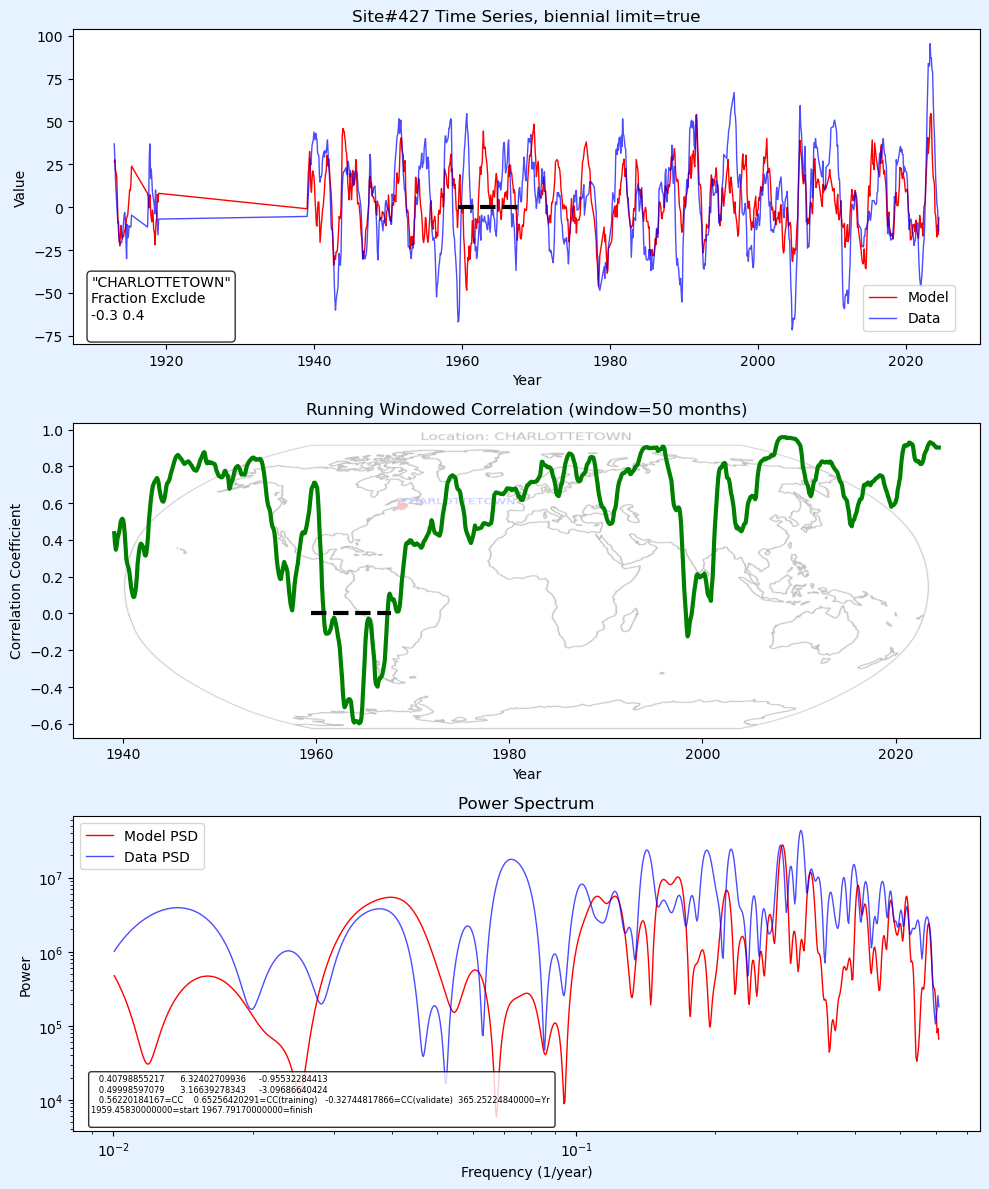 Site#427 Time Series, biennial limit=true
100
75
50
25
0
−25
−50
−75
Value
"CHARLOTTETOWN"
Fraction Exclude
-0.3 0.4
Model
Data
1920
1940
1960
1980
2000
2020
Year
Running Windowed Correlation (window=50 months)
Location: CHARLOTTETOWN
CHARLOTTETOWN
1.0
0.8
0.6
0.4
0.2
0.0
−0.2
−0.4
−0.6
Correlation Coefficient
1940
1960
1980
2000
2020
Year
Power Spectrum
Model PSD
Data PSD
10⁷
10⁶
10⁵
10⁴
Power
0.40798855217 6.32402709936 -0.95532284413
0.49998597079 3.16639278343 -3.09686640424
0.56220184167=CC 0.65256420291=CC(training) -0.32744817866=CC(validate) 365.25224840000=Yr
1959.45830000000=start 1967.79170000000=finish
10⁻²
10⁻¹
Frequency (1/year)